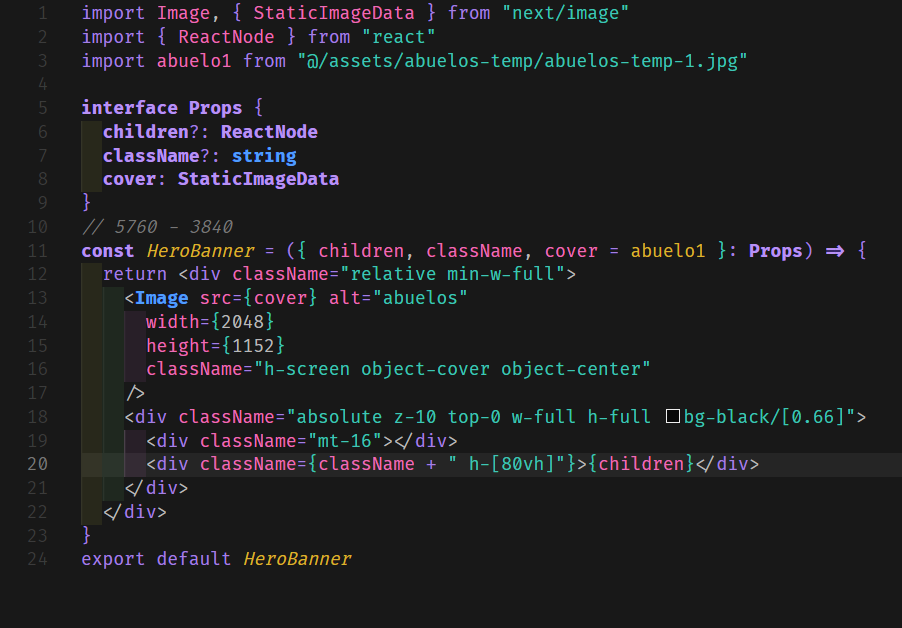 1 import Image, { StaticImageData } from "next/image"
2 import { ReactNode } from "react"
3 import abuelo1 from "@/assets/abuelos-temp/abuelos-temp-1.jpg"
4
5 interface Props {
6   children?: ReactNode
7   className?: string
8   cover: StaticImageData
9 }
10 // 5760 - 3840
11 const HeroBanner = ({ children, className, cover = abuelo1 }: Props) => {
12   return <div className="relative min-w-full">
13     <Image src={cover} alt="abuelos"
14       width={2048}
15       height={1152}
16       className="h-screen object-cover object-center"
17     />
18     <div className="absolute z-10 top-0 w-full h-full bg-black/[0.66]">
19       <div className="mt-16"></div>
20       <div className={className + " h-[80vh]"}>{children}</div>
21     </div>
22   </div>
23 }
24 export default HeroBanner